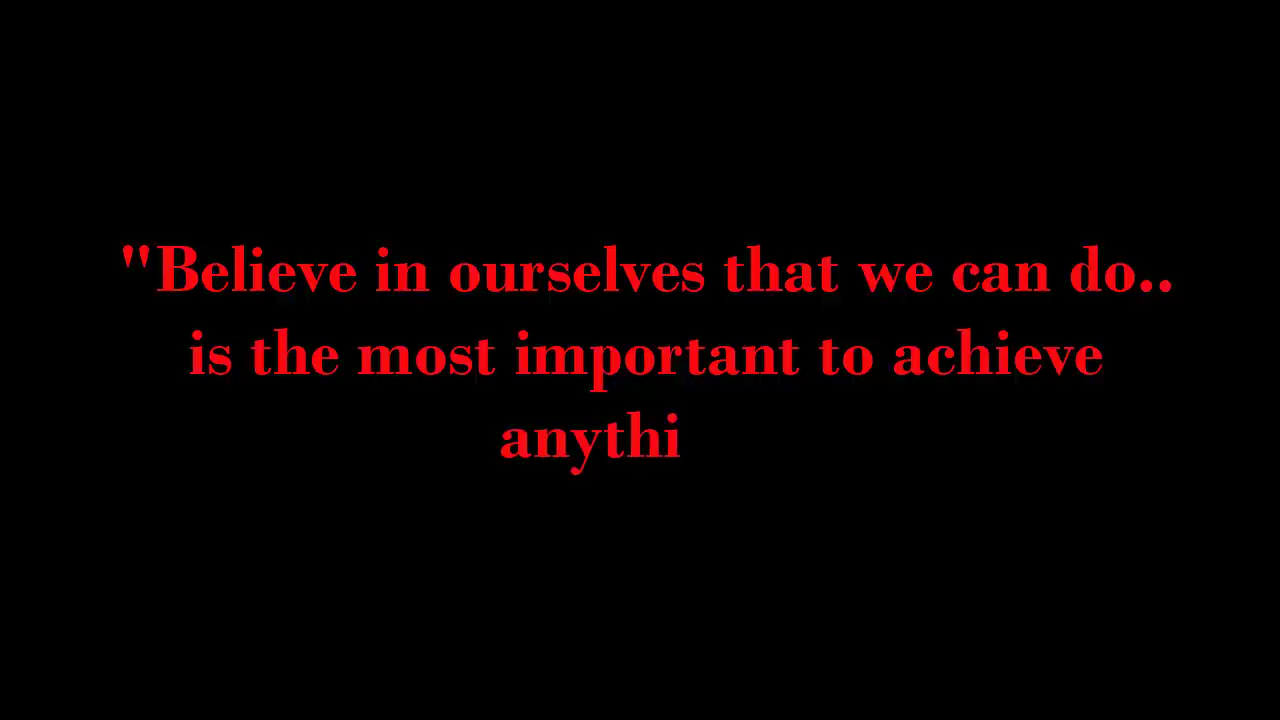 "Believe in ourselves that we can do..
is the most important to achieve
anythi